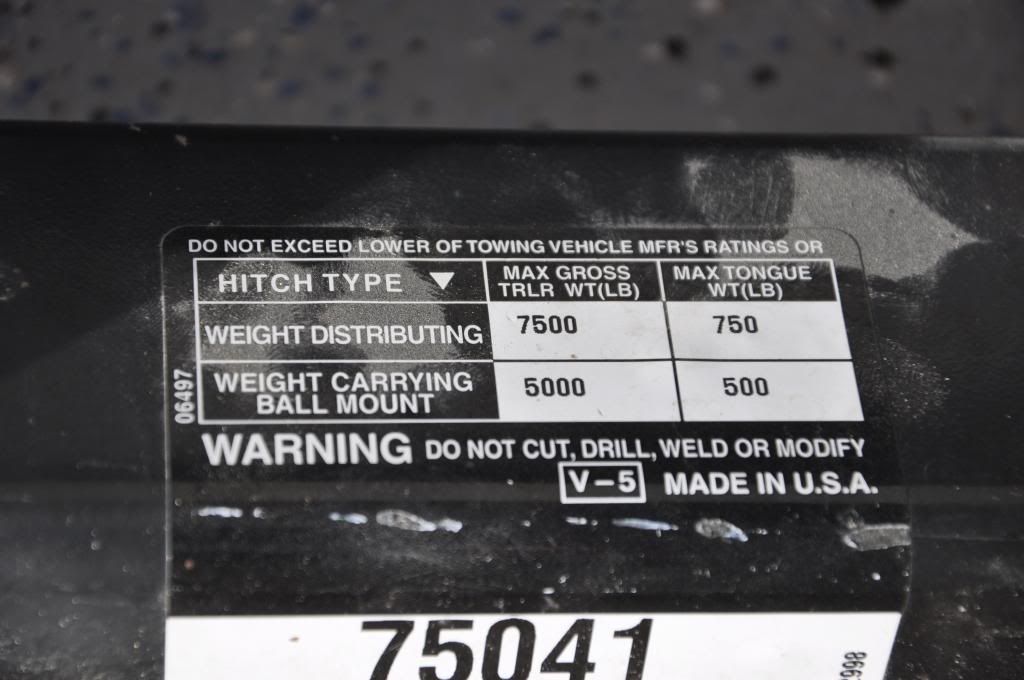 DO NOT EXCEED LOWER OF TOWING VEHICLE MFR'S RATINGS OR
HITCH TYPE ▼ MAX GROSS TRLR WT(LB) MAX TONGUE WT(LB)
WEIGHT DISTRIBUTING 7500 750
WEIGHT CARRYING BALL MOUNT 5000 500
06497
WARNING DO NOT CUT, DRILL, WELD OR MODIFY
V-5 MADE IN U.S.A.
75041